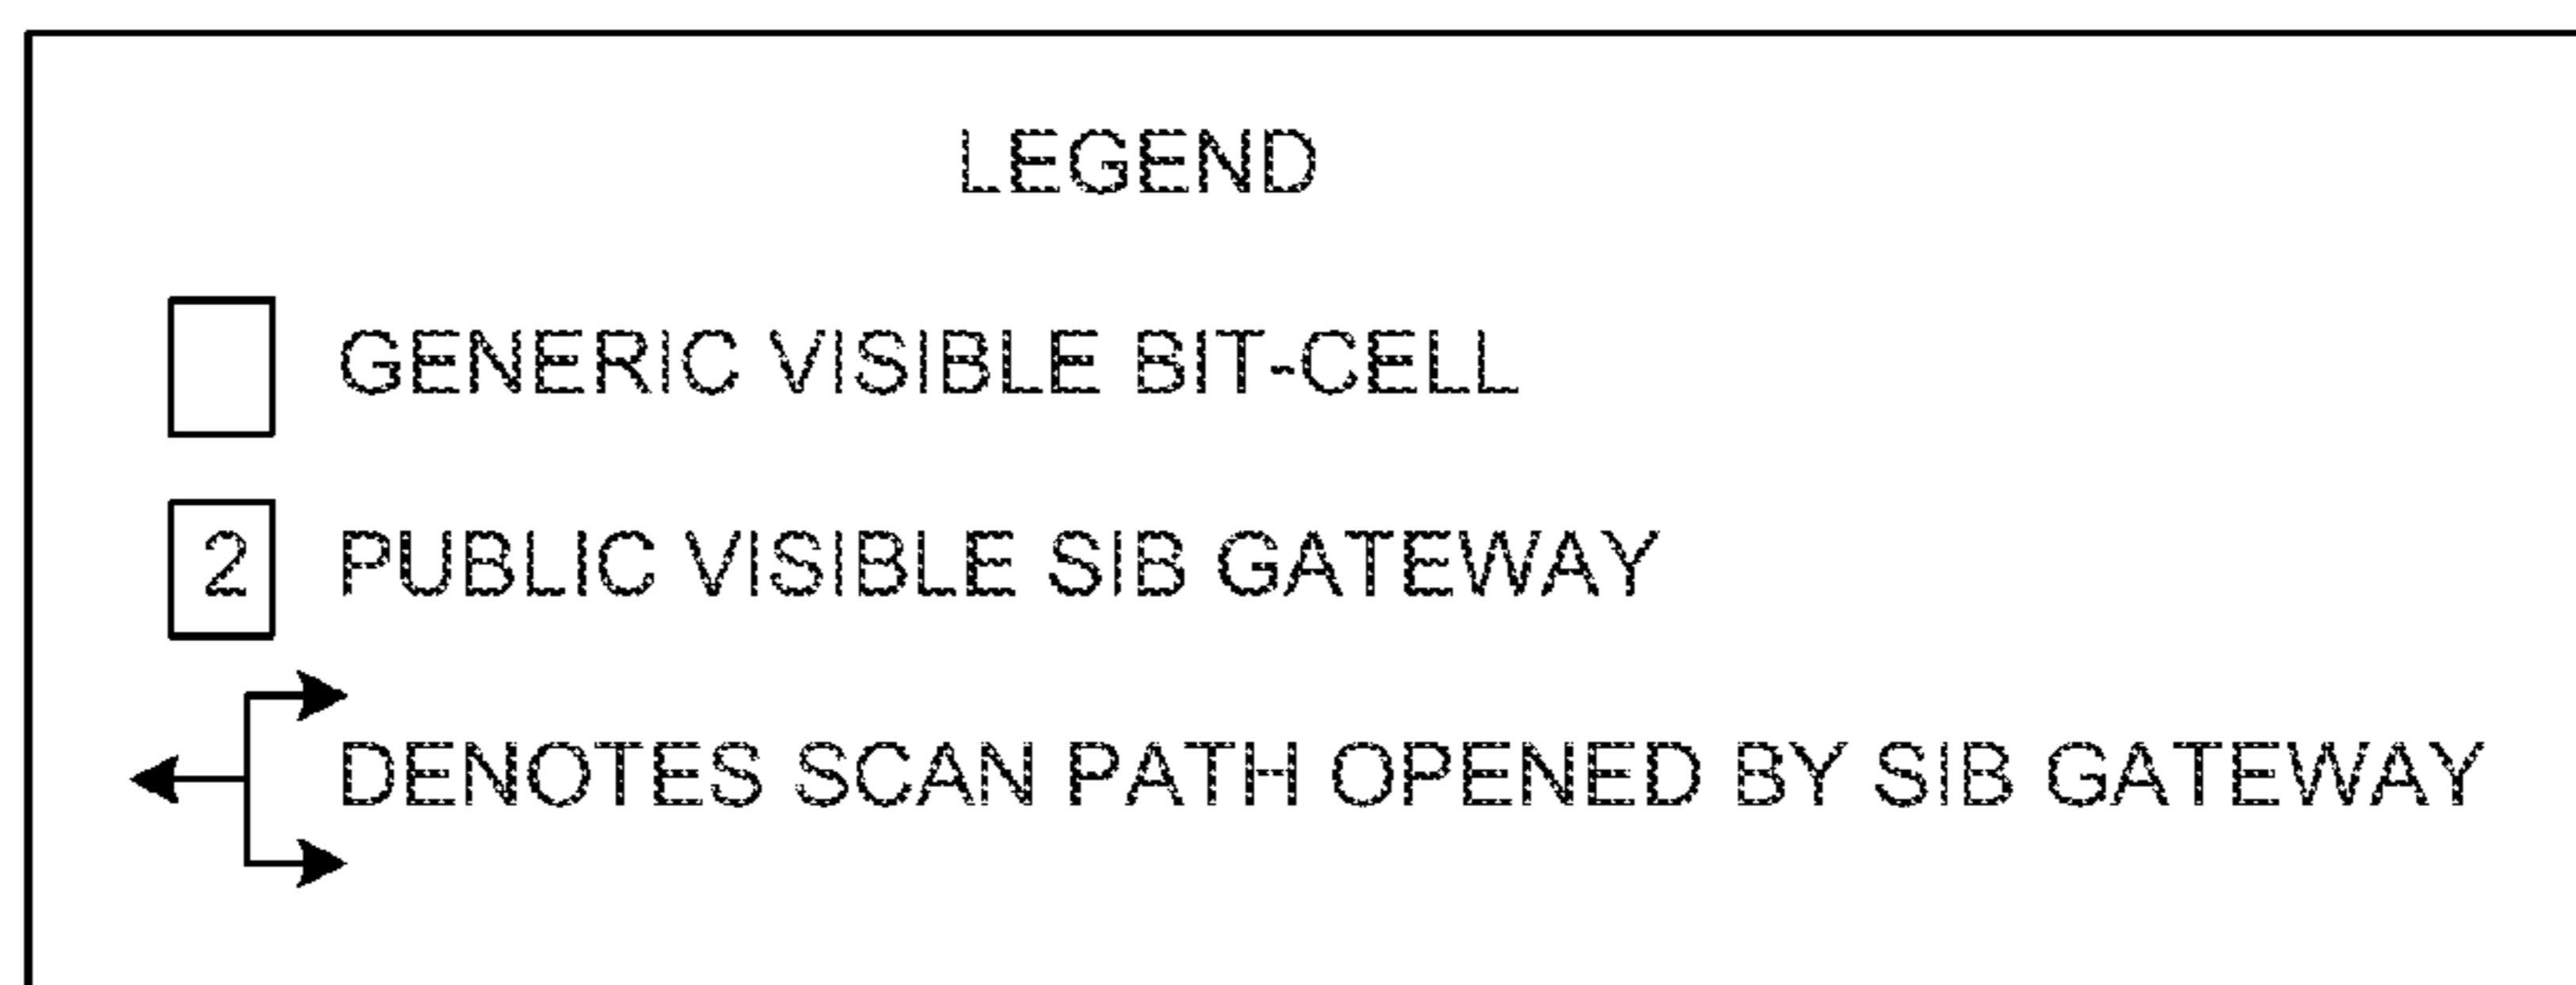 LEGEND
GENERIC VISIBLE BIT-CELL
2 PUBLIC VISIBLE SIB GATEWAY
DENOTES SCAN PATH OPENED BY SIB GATEWAY